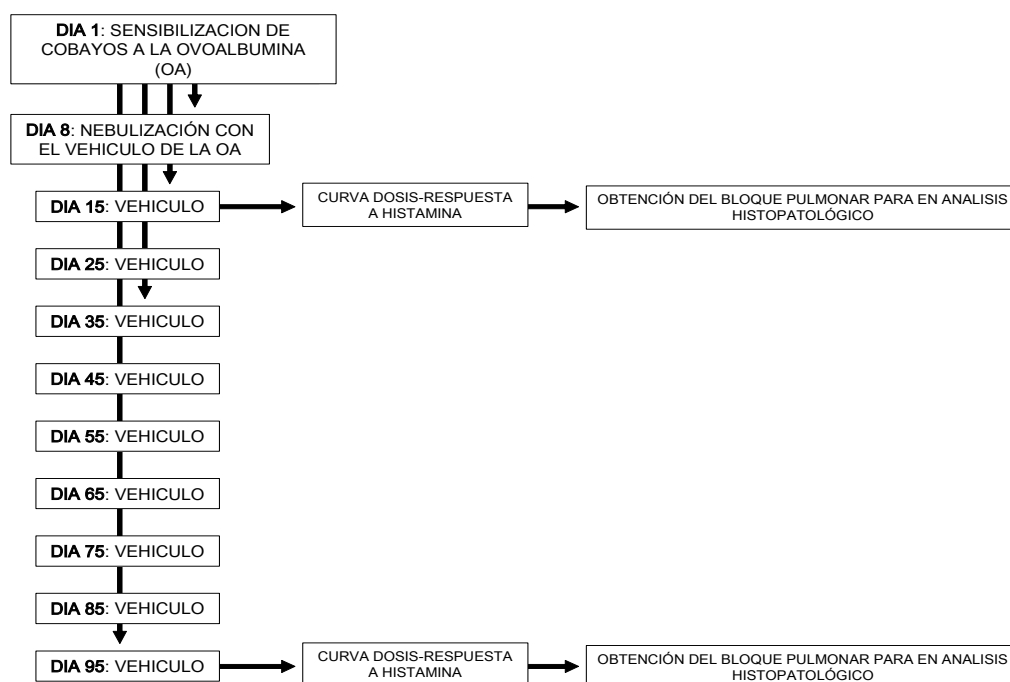 DIA 1: SENSIBILIZACION DE
COBAYOS A LA OVOALBUMINA
(OA)
DIA 8: NEBULIZACIÓN CON
EL VEHICULO DE LA OA
DIA 15: VEHICULO
CURVA DOSIS-RESPUESTA
A HISTAMINA
OBTENCIÓN DEL BLOQUE PULMONAR PARA EN ANALISIS
HISTOPATOLÓGICO
DIA 25: VEHICULO
DIA 35: VEHICULO
DIA 45: VEHICULO
DIA 55: VEHICULO
DIA 65: VEHICULO
DIA 75: VEHICULO
DIA 85: VEHICULO
DIA 95: VEHICULO
CURVA DOSIS-RESPUESTA
A HISTAMINA
OBTENCIÓN DEL BLOQUE PULMONAR PARA EN ANALISIS
HISTOPATOLÓGICO